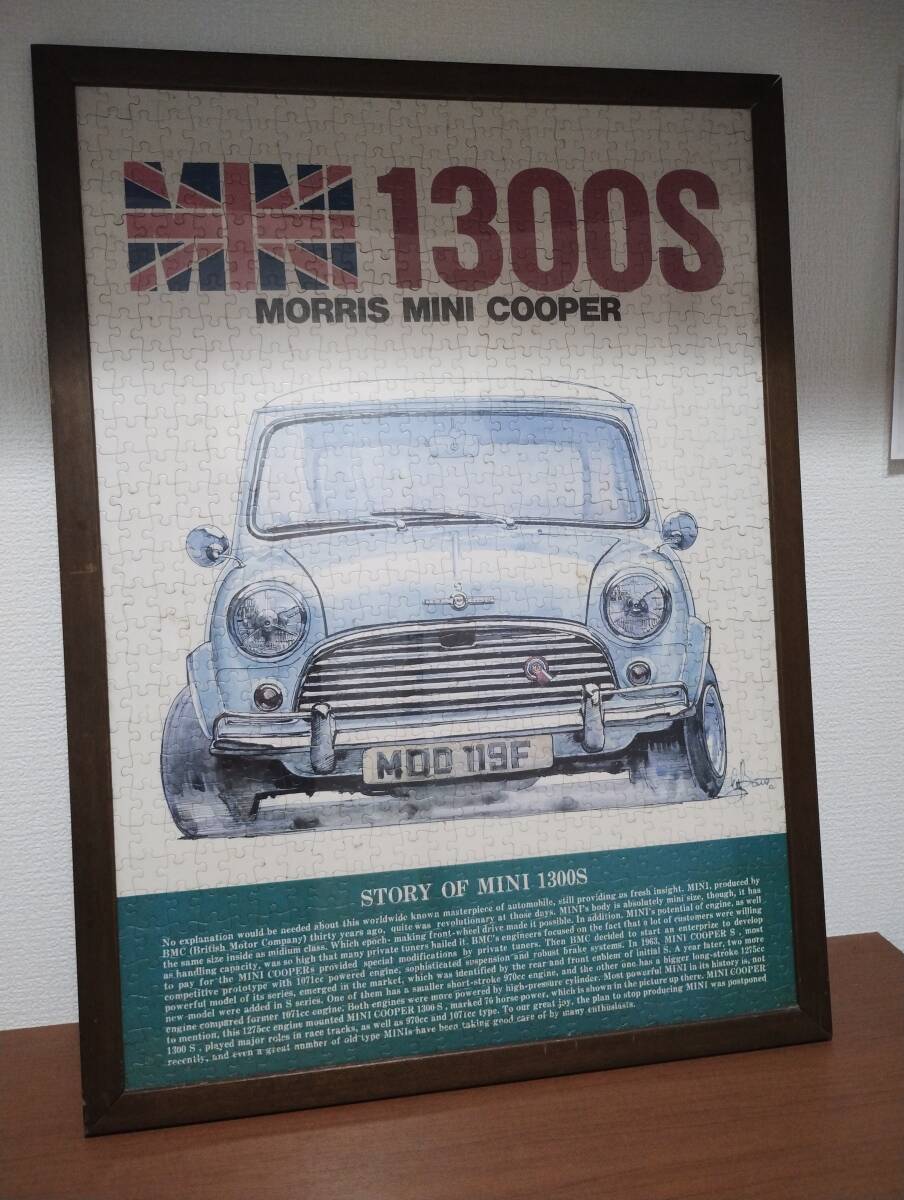 MINI 1300S
MORRIS MINI COOPER
MDD 119F
STORY OF MINI 1300S
No explanation would be needed about this worldwide known masterpiece of automobile, still providing us fresh insight. MINI, produced by
BMC (British Motor Company) thirty years ago, quite was revolutionary at those days. MINI's body is absolutely mini size, though, it has
the same size inside as midium class. Which epoch- making front-wheel drive made it possible. In addition, MINI's potential of engine, as well
as handling capacity, was so high that many private tuners hailed it. BMC's engineers focused on the fact that a lot of customers were willing
to pay for the MINI COOPERs provided special modifications by private tuners. Then BMC decided to start an enterprize to develop
competitive prototype with 1071cc powered engine, sophisticated suspension and robust brake systems. In 1963, MINI COOPER S , most
powerful model of its series, emerged in the market, which was identified by the rear and front enblem of initial S. A year later, two more
new model were added in S series. One of them has a smaller short-stroke 970cc engine, and the other one has a bigger long-stroke 1275cc
engine compared former 1071cc engine. Both engines were more powered by high-pressure cylinder. Most powerful MINI in its history is, not
to mention, this 1275cc engine mounted MINI COOPER 1300 S , marked 76 horse power, which is shown in the picture up there. MINI COOPER
1300 S , played major roles in race tracks, as well as 970cc and 1071cc type. To our great joy, the plan to stop producing MINI was postponed
recently, and even a great number of old type MINIs have been taking good care of by many enthusiasts.